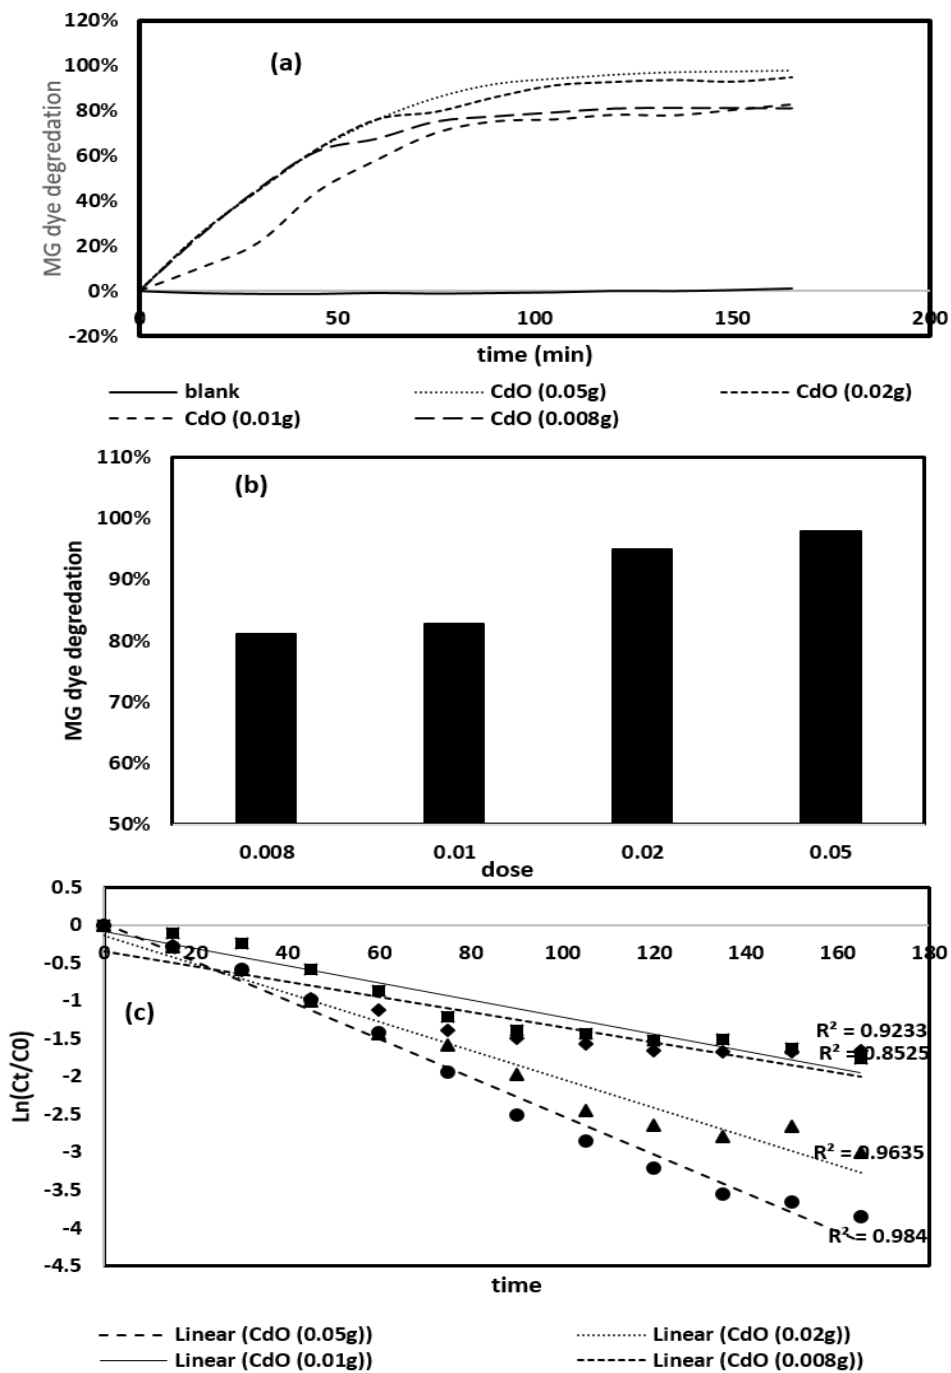 120%
(a)
100%
80%
60%
40%
20%
0%
-20%
MG dye degredation
0 50 100 150 200
time (min)
blank CdO (0.05g) CdO (0.02g)
CdO (0.01g) CdO (0.008g)
110%
(b)
100%
90%
80%
70%
60%
50%
MG dye degredation
0.008 0.01 0.02 0.05
dose
0.5
0
0 20 40 60 80 100 120 140 160 180
-0.5
-1
(c)
-1.5
-2
-2.5
-3
-3.5
-4
-4.5
Ln(Ct/C0)
R² = 0.9233
R² = 0.8525
R² = 0.9635
R² = 0.984
time
Linear (CdO (0.05g)) Linear (CdO (0.02g))
Linear (CdO (0.01g)) Linear (CdO (0.008g))